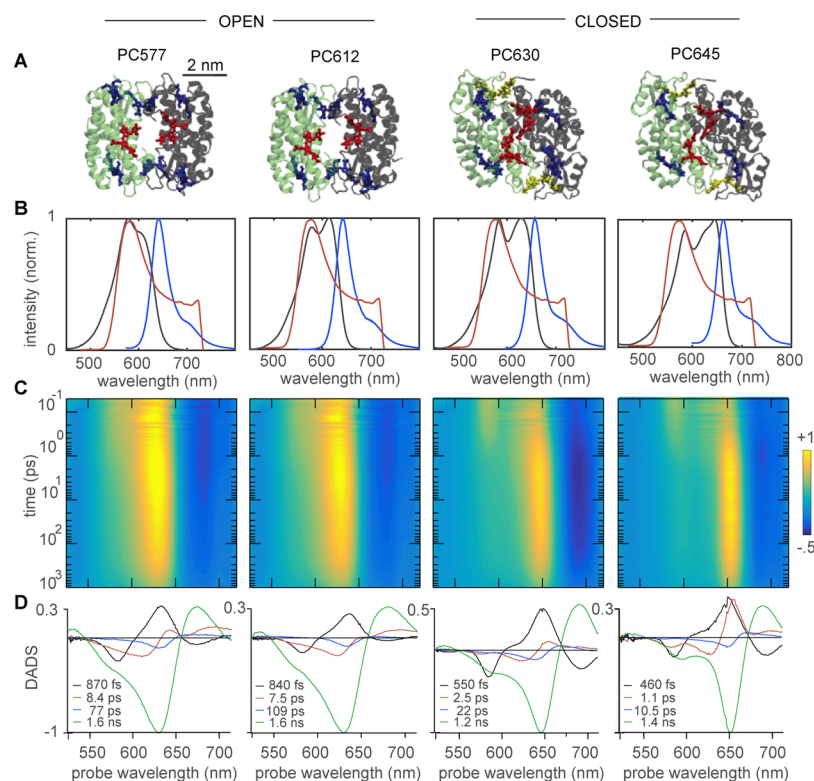 OPEN CLOSED
PC577 PC612 PC630 PC645
A
2 nm
B
1
intensity (norm.)
0
500 600 700 500 600 700 500 600 700 500 600 700 800
wavelength (nm) wavelength (nm) wavelength (nm) wavelength (nm)
C
10-1
100
10
102
103
time (ps)
+1
-.5
D
0.3 0.3 0.5 0.3
DADS
870 fs 840 fs 550 fs 460 fs
8.4 ps 7.5 ps 2.5 ps 1.1 ps
77 ps 109 ps 22 ps 10.5 ps
1.6 ns 1.6 ns 1.2 ns 1.4 ns
-1
550 600 650 700 550 600 650 700 550 600 650 700 550 600 650 700
probe wavelength (nm) probe wavelength (nm) probe wavelength (nm) probe wavelength (nm)